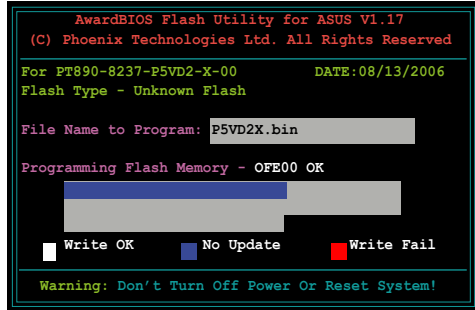 AwardBIOS Flash Utility for ASUS V1.17
(C) Phoenix Technologies Ltd. All Rights Reserved
For PT890-8237-P5VD2-X-00 DATE:08/13/2006
Flash Type - Unknown Flash
File Name to Program: P5VD2X.bin
Programming Flash Memory - OFE00 OK
Write OK No Update Write Fail
Warning: Don't Turn Off Power Or Reset System!